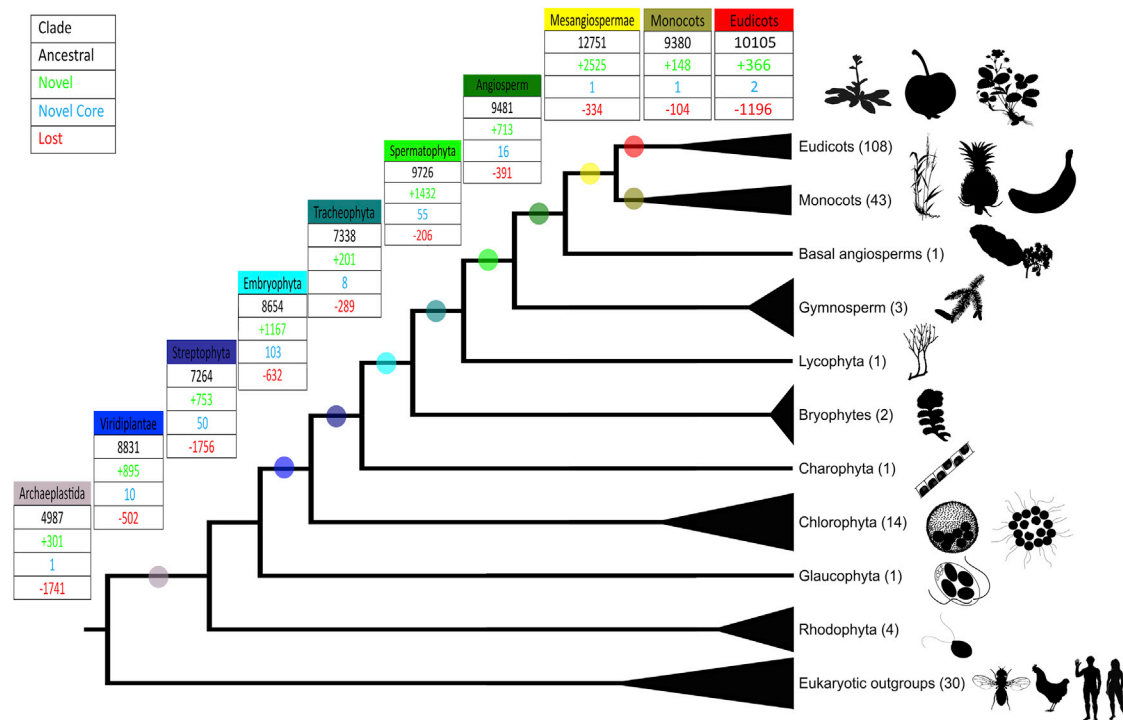 Clade
Ancestral
Novel
Novel Core
Lost
Mesangiospermae
12751
+2525
1
-334
Monocots
9380
+148
1
-104
Eudicots
10105
+366
2
-1196
Angiosperm
9481
+713
16
-391
Spermatophyta
9726
+1432
55
-206
Tracheophyta
7338
+201
8
-289
Embryophyta
8654
+1167
103
-632
Streptophyta
7264
+753
50
-1756
Viridiplantae
8831
+895
10
-502
Archaeplastida
4987
+301
1
-1741
Eudicots (108)
Monocots (43)
Basal angiosperms (1)
Gymnosperm (3)
Lycophyta (1)
Bryophytes (2)
Charophyta (1)
Chlorophyta (14)
Glaucophyta (1)
Rhodophyta (4)
Eukaryotic outgroups (30)